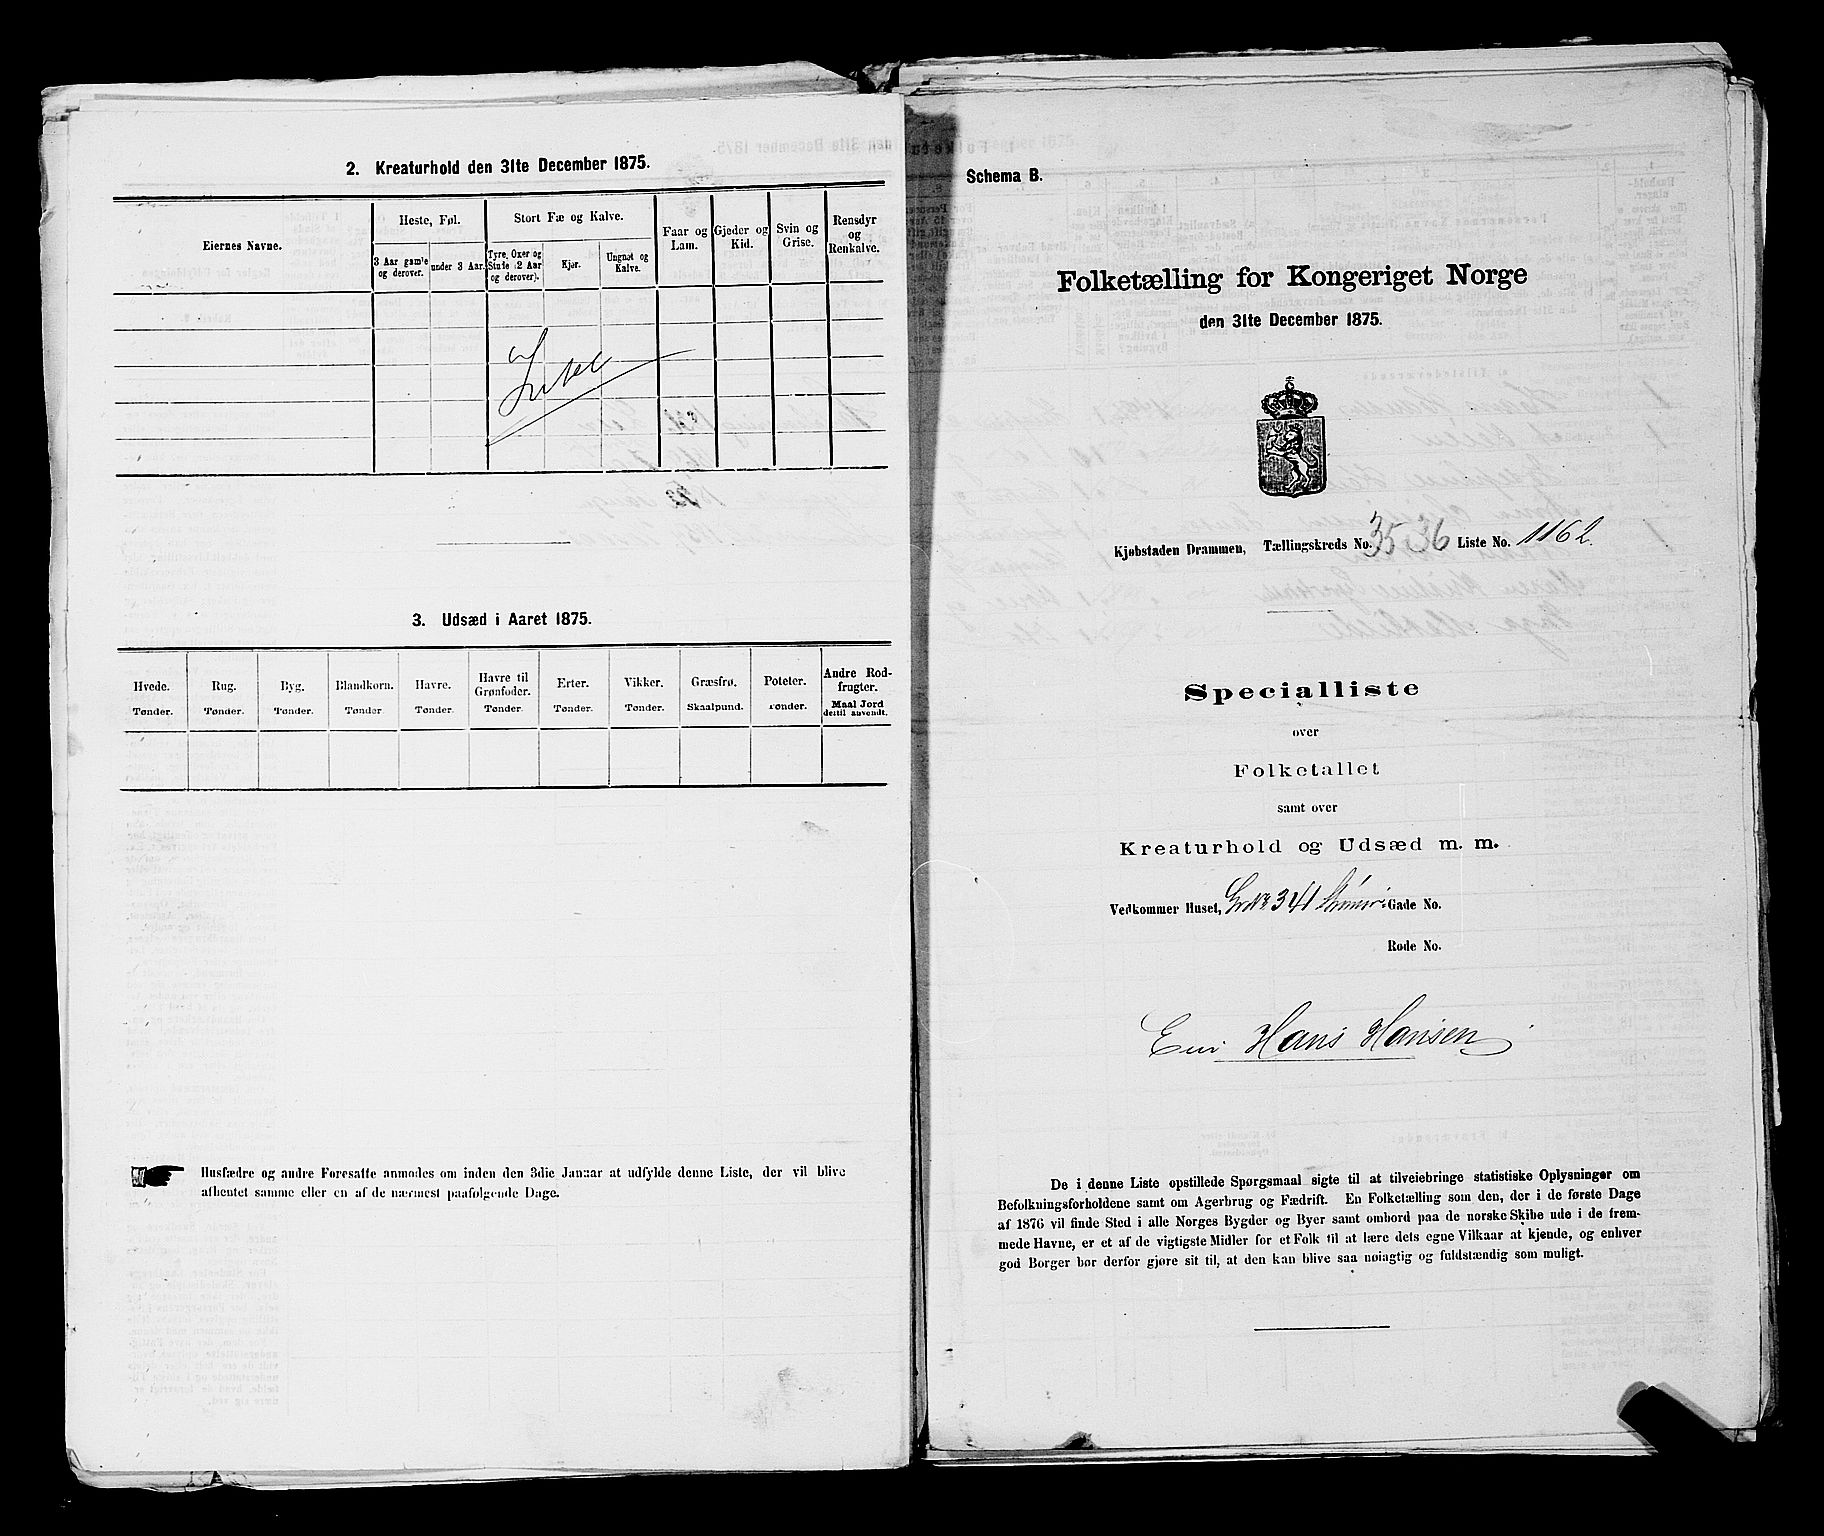 2. Kreaturhold den 31te December 1875.
Eiernes Navne.
Heste, Føl.
Stort Fæ og Kalve.
Faar og Lam.
Gjeder og Kid.
Svin og Grise.
Rensdyr og Renkalve.
3 Aar gamle og derover.
under 3 Aar.
Tyre, Oxer og Stude (2 Aar og derover).
Kjør.
Ungnøt og Kalve.
3. Udsæd i Aaret 1875.
Hvede. Rug. Byg. Blandkorn. Havre. Havre til Grønfoder. Erter. Vikker. Græsfrø. Poteter. Andre Rodfrugter.
Tønder. Tønder. Tønder. Tønder. Tønder. Tønder. Tønder. Tønder. Skaalpund. Tønder. Maal Jord dertil anvendt.
Husfædre og andre Foresatte anmodes om inden den 3die Januar at udfylde denne Liste, der vil blive
afhentet samme eller en af de nærmest paafølgende Dage.
Schema B.
Folketælling for Kongeriget Norge
den 31te December 1875.
Kjøbstaden Drammen, Tællingskreds No. 35 36 Liste No. 1162.
Specialliste
over
Folketallet
samt over
Kreaturhold og Udsæd m. m.
Vedkommer Huset, 341 Gade No.
Rode No.
Hans Hansen
De i denne Liste opstillede Spørgsmaal sigte til at tilveiebringe statistiske Oplysninger om
Befolkningsforholdene samt om Agerbrug og Fædrift. En Folketælling som den, der i de første Dage
af 1876 vil finde Sted i alle Norges Bygder og Byer samt ombord paa de norske Skibe ude i de frem-
mede Havne, er et af de vigtigste Midler for et Folk til at lære dets egne Vilkaar at kjende, og enhver
god Borger bør derfor gjøre sit til, at den kan blive saa nøiagtig og fuldstændig som muligt.